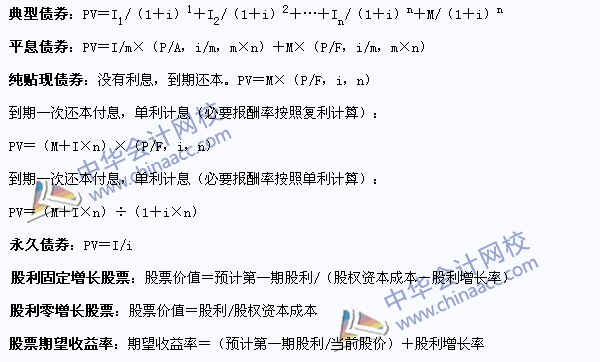 典型债券：PV＝I1/（1＋i）1＋I2/（1＋i）2＋…＋In/（1＋i）n＋M/（1＋i）n
平息债券：PV＝I/m×（P/A，i/m，m×n）＋M×（P/F，i/m，m×n）
纯贴现债券：没有利息，到期还本。PV＝M×（P/F，i，n）
到期一次还本付息，单利计息（必要报酬率按照复利计算）：
PV＝（M＋I×n）×（P/F，i，n）
到期一次还本付息，单利计息（必要报酬率按照单利计算）：
PV＝（M＋I×n）÷（1＋i×n）
永久债券：PV＝I/i
股利固定增长股票：股票价值＝预计第一期股利/（股权资本成本－股利增长率）
股利零增长股票：股票价值＝股利/股权资本成本
股票期望收益率：期望收益率＝（预计第一期股利/当前股价）＋股利增长率
中华会计网校
www.chinaacc.com
中华会计网校
www.chinaacc.com